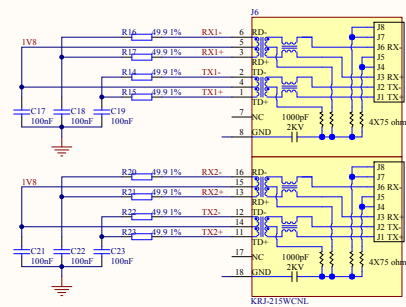 J6
R16 49.9 1% RX1- 6 RD- J8
1V8 5 J7
R17 49.9 1% RX1+ 3 RD+ J6 RX-
J5
R14 49.9 1% TX1- 2 TD- J4
4 J3 RX+
R15 49.9 1% TX1+ 1 TD+ J2 TX-
J1 TX+
C17 C18 C19 7 NC 1000pF
100nF 100nF 100nF 2KV 4X75 ohm
8 GND
R20 49.9 1% RX2- 16 RD- J8
1V8 15 J7
R21 49.9 1% RX2+ 13 RD+ J6 RX-
J5
R22 49.9 1% TX2- 12 TD- J4
14 J3 RX+
R23 49.9 1% TX2+ 11 TD+ J2 TX-
J1 TX+
C21 C22 C23 17 NC 1000pF
100nF 100nF 100nF 2KV 4X75 ohm
18 GND
KRJ-215WCNL